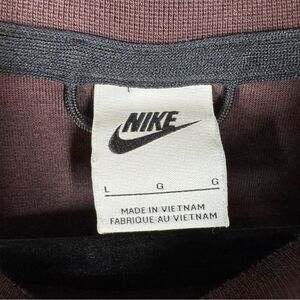 NIKE
L G G
MADE IN VIETNAM
FABRIQUE AU VIETNAM